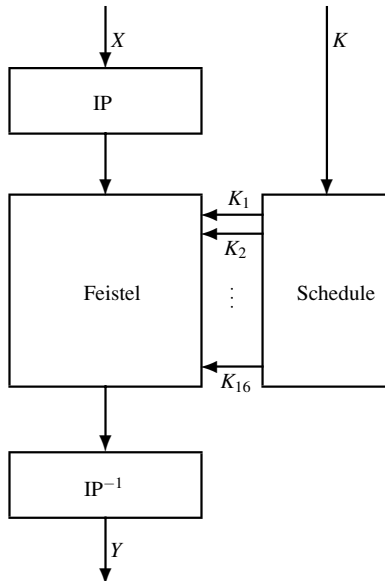 X
K
IP
K₁
K₂
Feistel
⋮
Schedule
K₁₆
IP⁻¹
Y